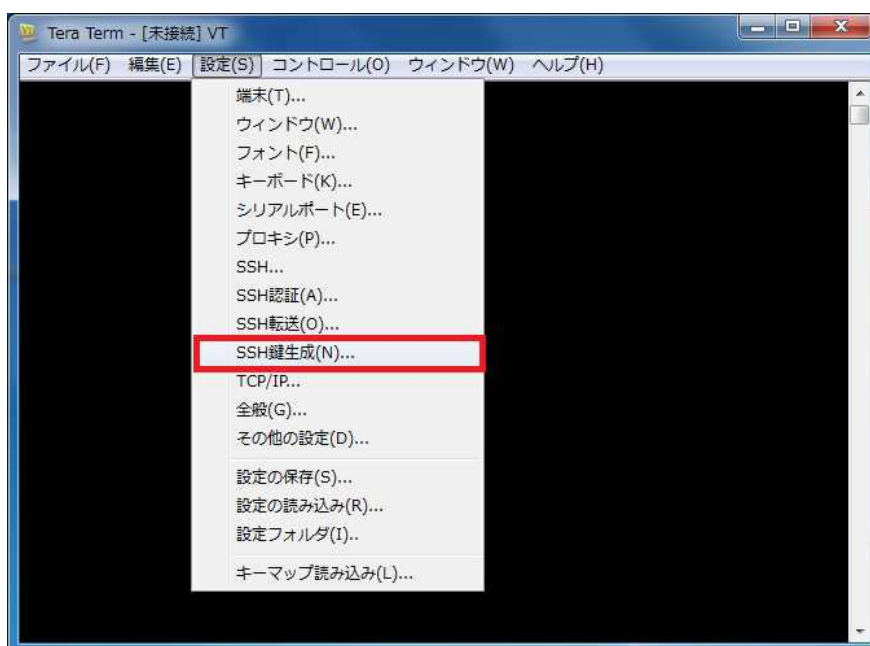 Tera Term - [未接続] VT
ファイル(F) 編集(E) 設定(S) コントロール(O) ウィンドウ(W) ヘルプ(H)
端末(T)...
ウィンドウ(W)...
フォント(F)...
キーボード(K)...
シリアルポート(E)...
プロキシ(P)...
SSH...
SSH認証(A)...
SSH転送(O)...
SSH鍵生成(N)...
TCP/IP...
全般(G)...
その他の設定(D)...
設定の保存(S)...
設定の読み込み(R)...
設定フォルダ(I)..
キーマップ読み込み(L)...